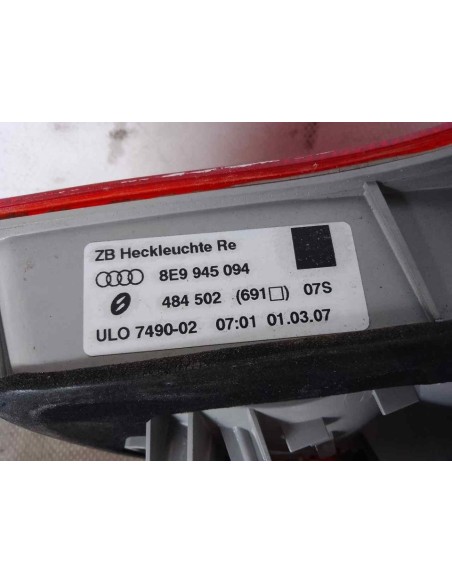 ZB Heckleuchte Re
8E9 945 094
484 502 (691□) 07S
ULO 7490-02 07:01 01.03.07